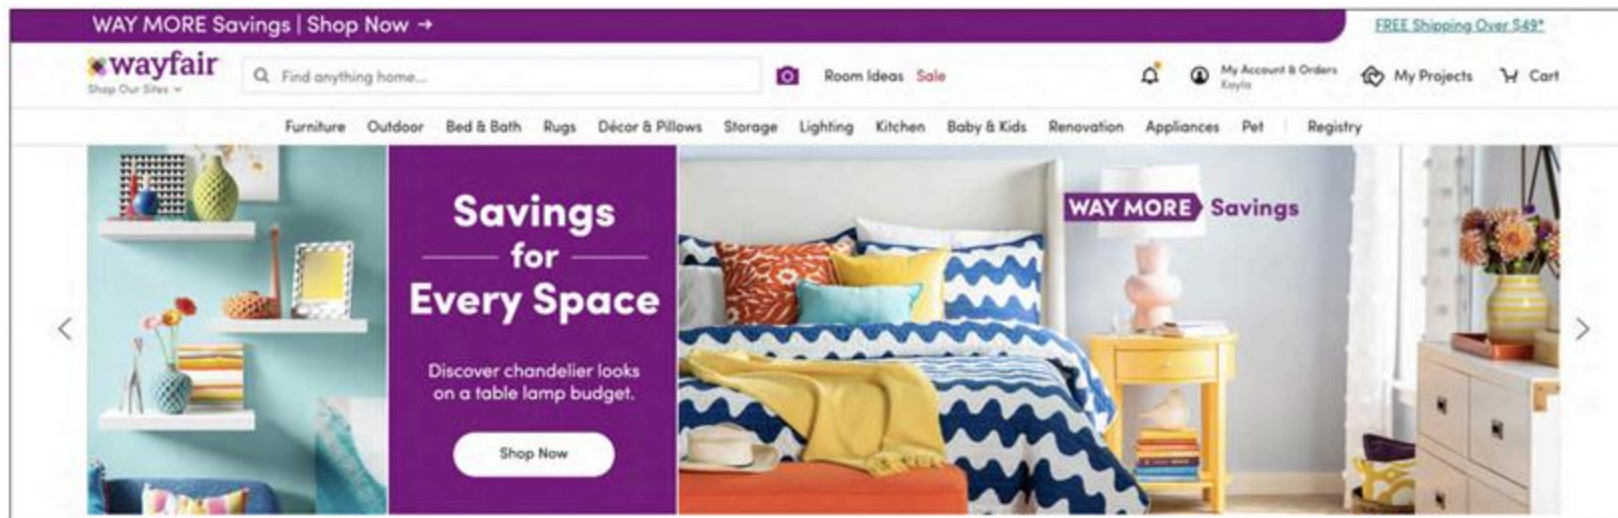 WAY MORE Savings | Shop Now →
FREE Shipping Over $49*
wayfair
Shop Our Sites
Find anything home...
Room Ideas Sale
My Account & Orders
Kayla
My Projects
Cart
Furniture Outdoor Bed & Bath Rugs Décor & Pillows Storage Lighting Kitchen Baby & Kids Renovation Appliances Pet Registry
Savings
for
Every Space
Discover chandelier looks
on a table lamp budget.
Shop Now
WAY MORE Savings